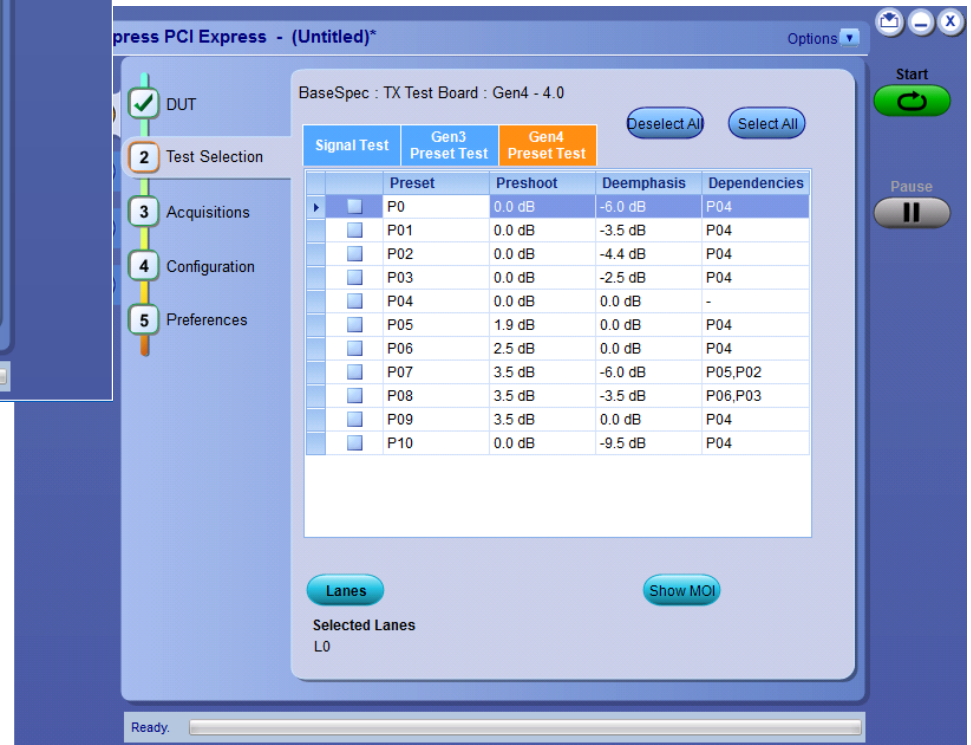 press PCI Express - (Untitled)*
Options
Start
Pause
DUT
2 Test Selection
3 Acquisitions
4 Configuration
5 Preferences
BaseSpec : TX Test Board : Gen4 - 4.0
Deselect All Select All
Signal Test
Gen3
Preset Test
Gen4
Preset Test
Preset Preshoot Deemphasis Dependencies
P0 0.0 dB -6.0 dB P04
P01 0.0 dB -3.5 dB P04
P02 0.0 dB -4.4 dB P04
P03 0.0 dB -2.5 dB P04
P04 0.0 dB 0.0 dB -
P05 1.9 dB 0.0 dB P04
P06 2.5 dB 0.0 dB P04
P07 3.5 dB -6.0 dB P05,P02
P08 3.5 dB -3.5 dB P06,P03
P09 3.5 dB 0.0 dB P04
P10 0.0 dB -9.5 dB P04
Lanes
Show MOI
Selected Lanes
L0
Ready.